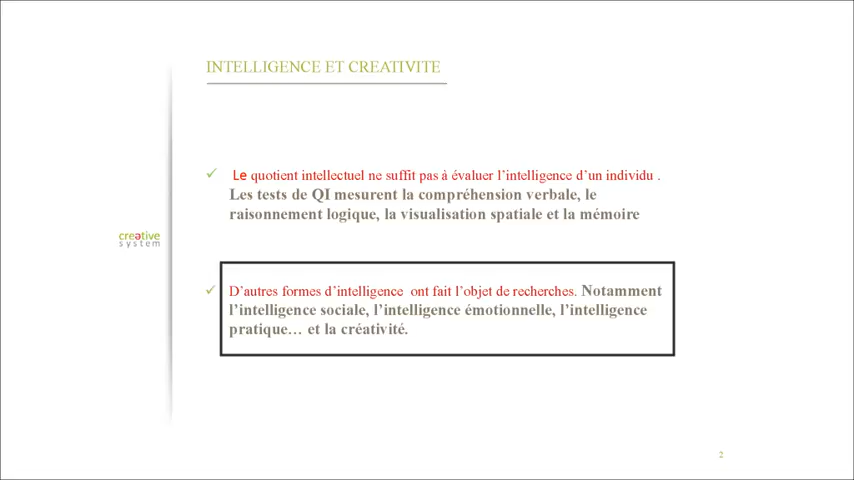 INTELLIGENCE ET CREATIVITE
Le quotient intellectuel ne suffit pas à évaluer l’intelligence d’un individu .
Les tests de QI mesurent la compréhension verbale, le
raisonnement logique, la visualisation spatiale et la mémoire
creative
system
D’autres formes d’intelligence ont fait l’objet de recherches. Notamment
l’intelligence sociale, l’intelligence émotionnelle, l’intelligence
pratique… et la créativité.
2